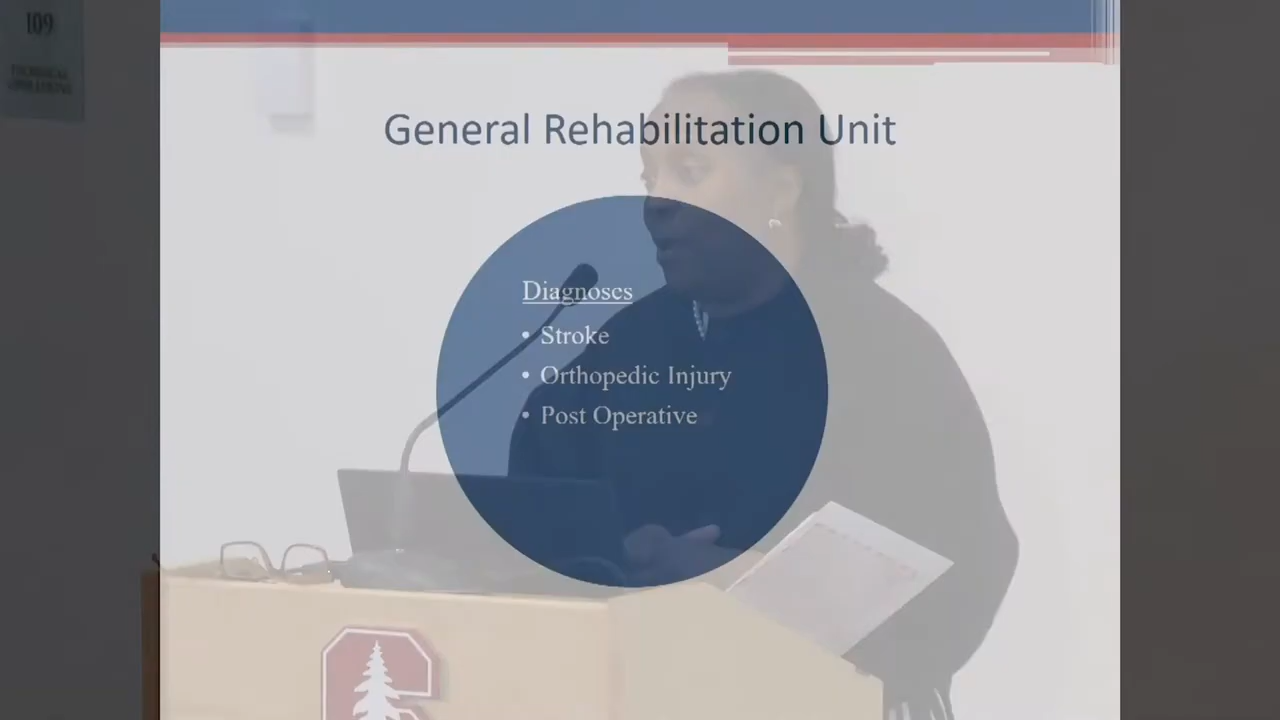 109
General Rehabilitation Unit
Diagnoses
• Stroke
• Orthopedic Injury
• Post Operative